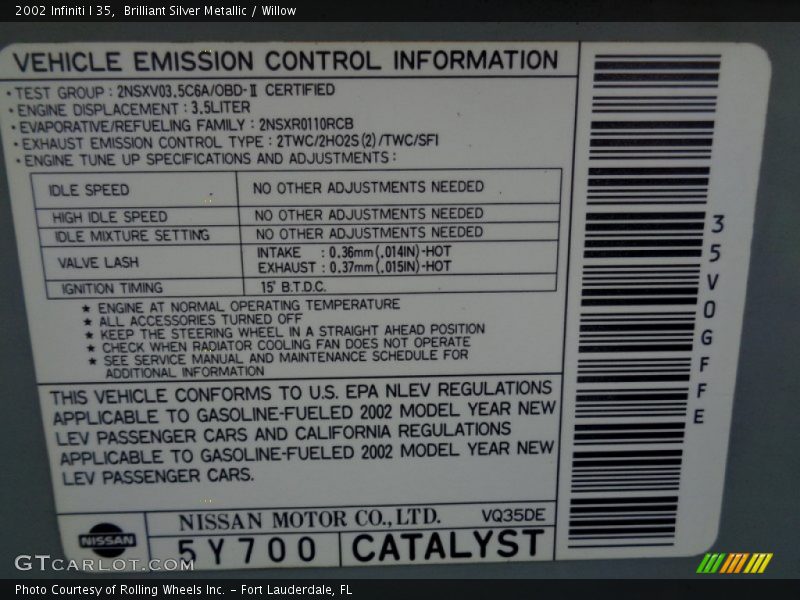 2002 Infiniti I 35,  Brilliant Silver Metallic / Willow
VEHICLE EMISSION CONTROL INFORMATION
・TEST GROUP : 2NSXV03.5C6A/OBD-Ⅱ CERTIFIED
・ENGINE DISPLACEMENT : 3.5LITER
・EVAPORATIVE/REFUELING FAMILY : 2NSXR0110RCB
・EXHAUST EMISSION CONTROL TYPE : 2TWC/2HO2S(2)/TWC/SFI
・ENGINE TUNE UP SPECIFICATIONS AND ADJUSTMENTS :
IDLE SPEED NO OTHER ADJUSTMENTS NEEDED
HIGH IDLE SPEED NO OTHER ADJUSTMENTS NEEDED
IDLE MIXTURE SETTING NO OTHER ADJUSTMENTS NEEDED
VALVE LASH INTAKE : 0.36mm(.014IN)-HOT
EXHAUST : 0.37mm(.015IN)-HOT
IGNITION TIMING 15° B.T.D.C.
★ ENGINE AT NORMAL OPERATING TEMPERATURE
★ ALL ACCESSORIES TURNED OFF
★ KEEP THE STEERING WHEEL IN A STRAIGHT AHEAD POSITION
★ CHECK WHEN RADIATOR COOLING FAN DOES NOT OPERATE
★ SEE SERVICE MANUAL AND MAINTENANCE SCHEDULE FOR
ADDITIONAL INFORMATION
THIS VEHICLE CONFORMS TO U.S. EPA NLEV REGULATIONS
APPLICABLE TO GASOLINE-FUELED 2002 MODEL YEAR NEW
LEV PASSENGER CARS AND CALIFORNIA REGULATIONS
APPLICABLE TO GASOLINE-FUELED 2002 MODEL YEAR NEW
LEV PASSENGER CARS.
NISSAN NISSAN MOTOR CO., LTD. VQ35DE
5Y700 CATALYST
35V0GFFE
GTCARLOT.COM
Photo Courtesy of Rolling Wheels Inc. – Fort Lauderdale, FL